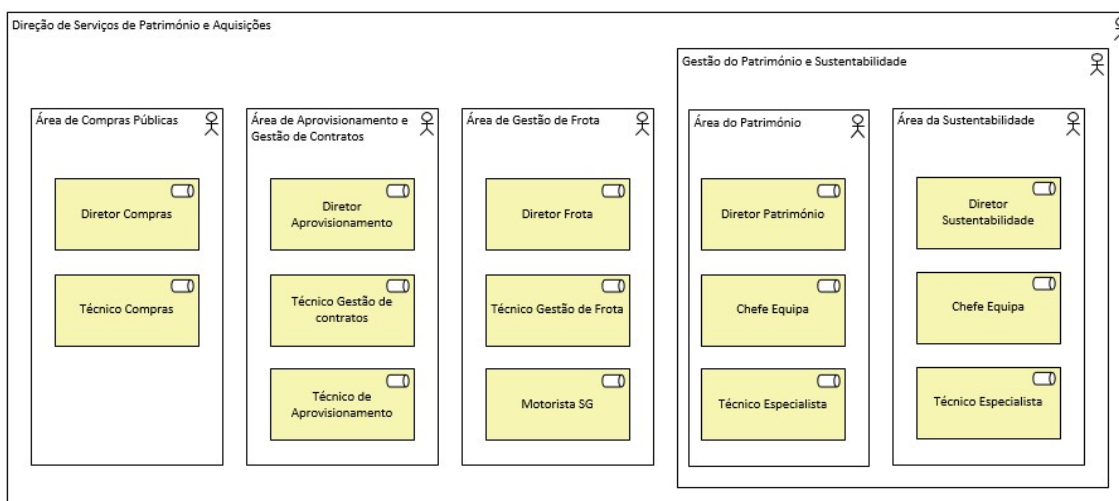 Direção de Serviços de Património e Aquisições
Gestão do Património e Sustentabilidade
Área de Compras Públicas
Diretor Compras
Técnico Compras
Área de Aprovisionamento e
Gestão de Contratos
Diretor
Aprovisionamento
Técnico Gestão de
contratos
Técnico de
Aprovisionamento
Área de Gestão de Frota
Diretor Frota
Técnico Gestão de Frota
Motorista SG
Área do Património
Diretor Património
Chefe Equipa
Técnico Especialista
Área da Sustentabilidade
Diretor
Sustentabilidade
Chefe Equipa
Técnico Especialista